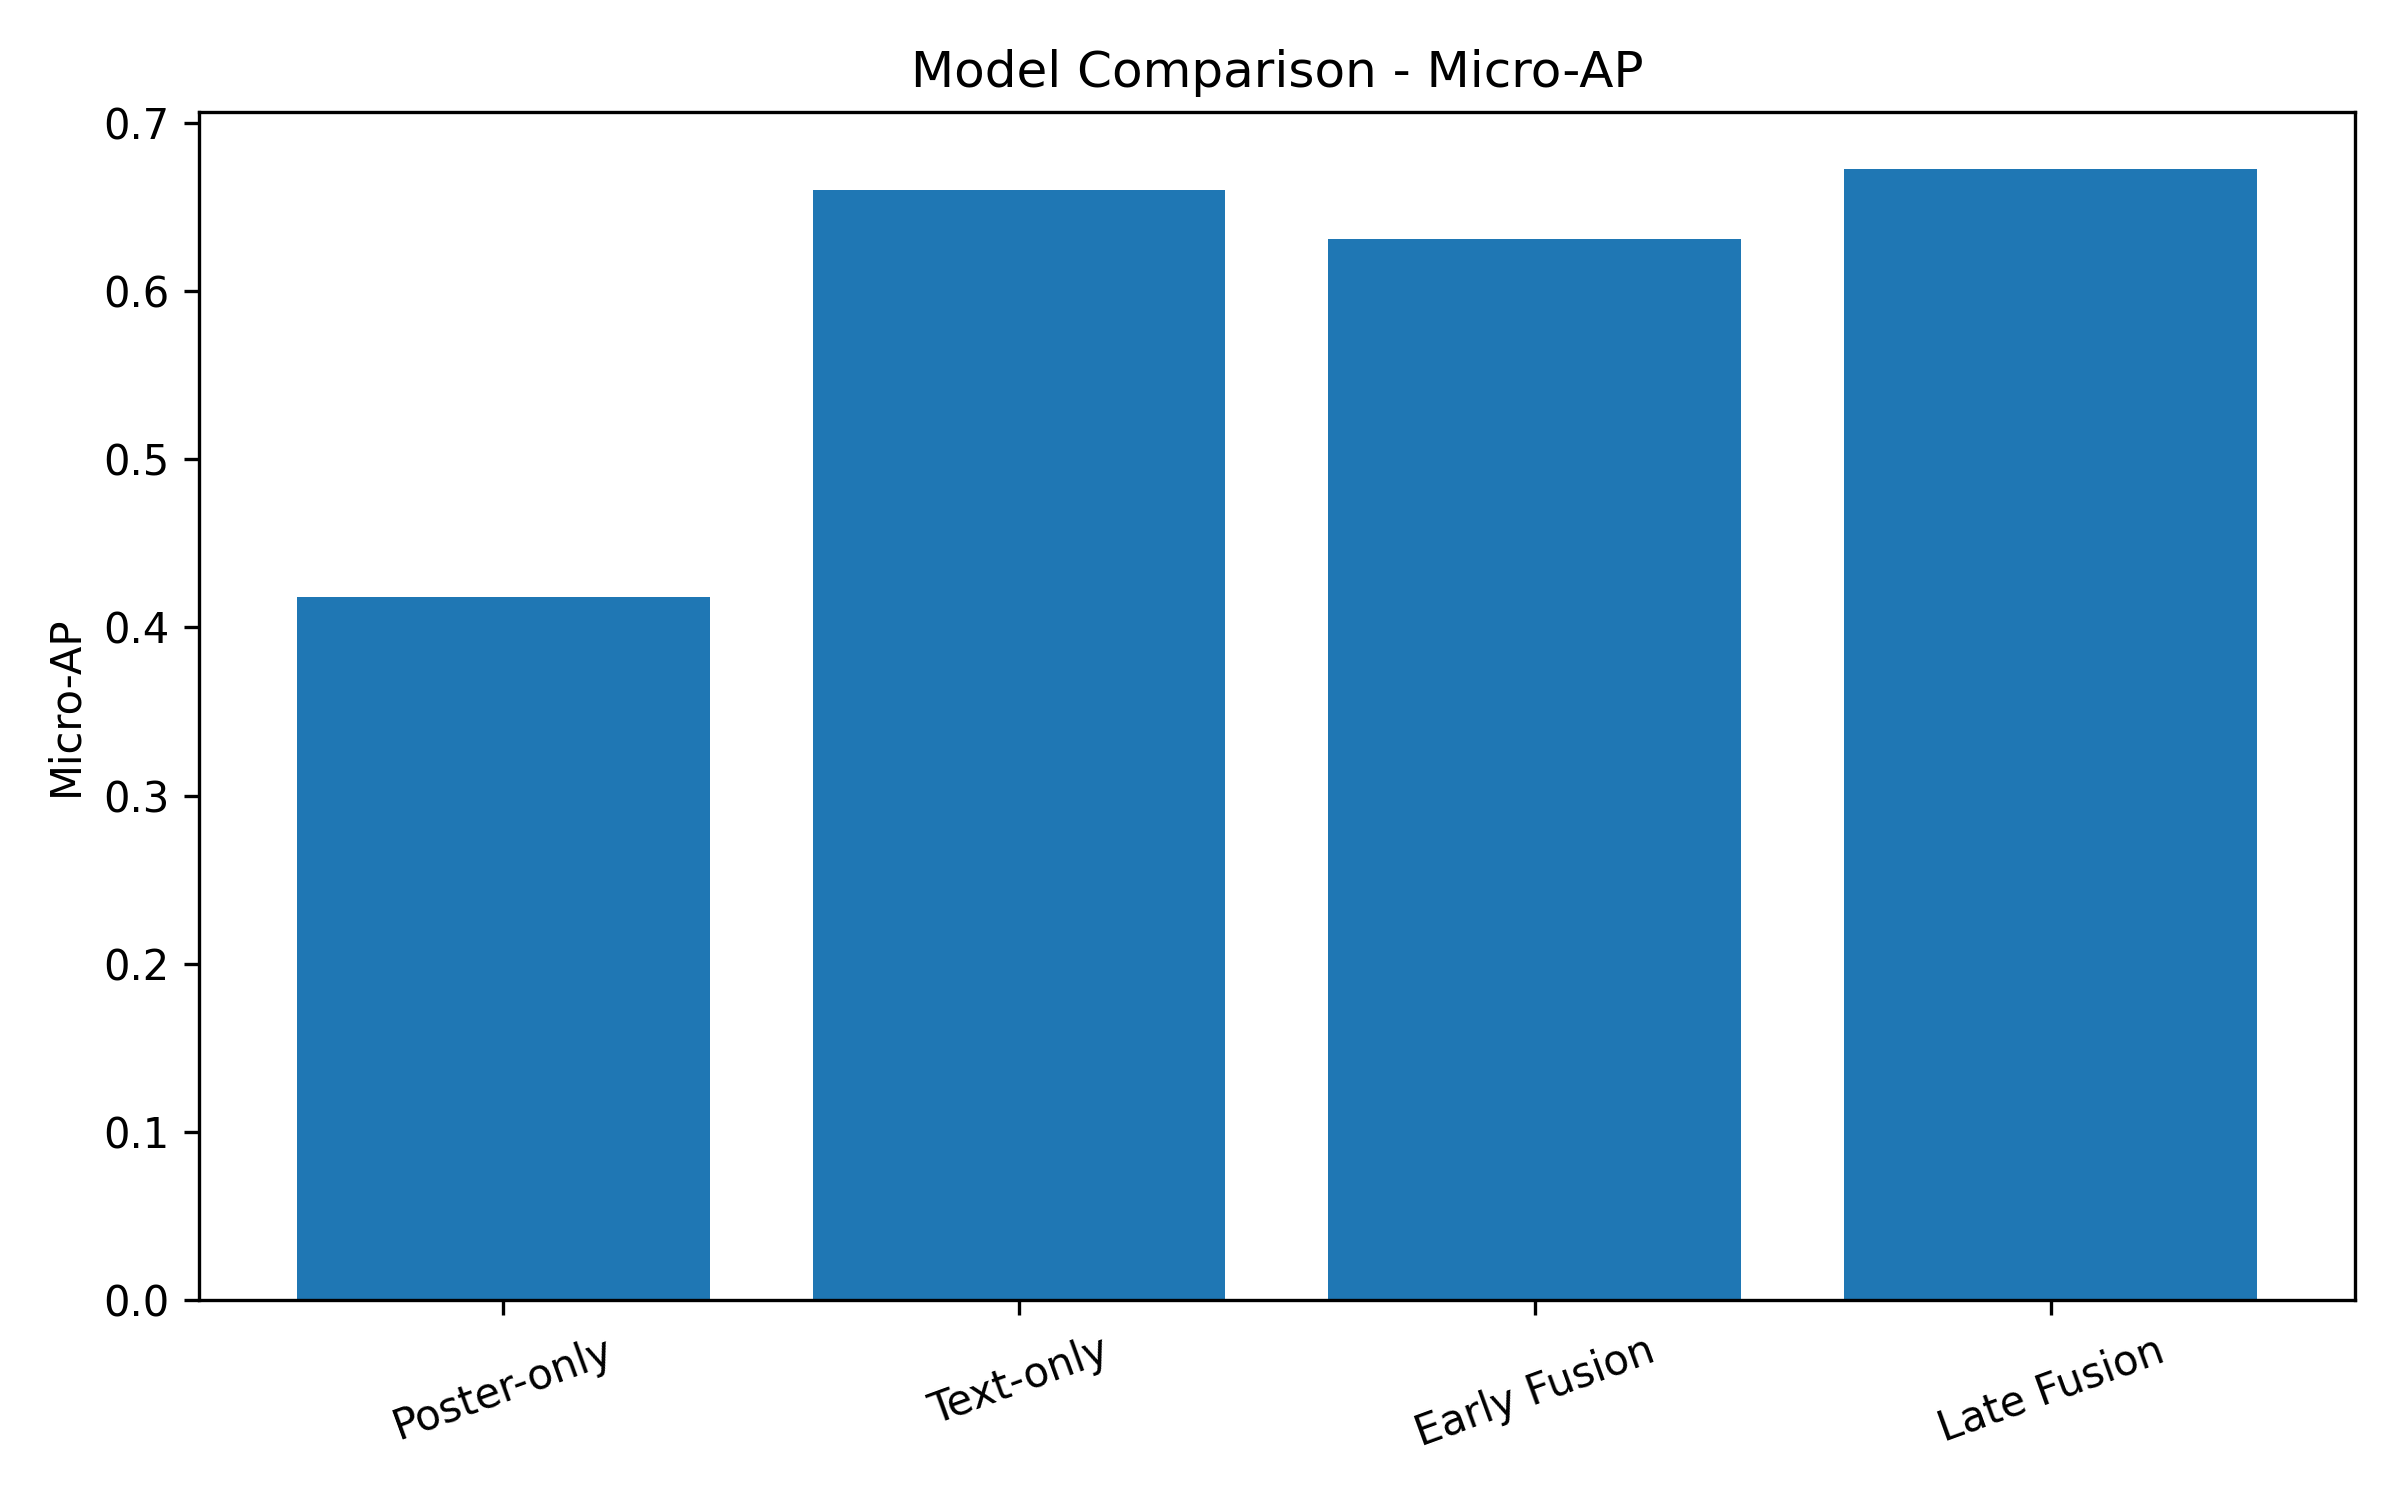 Model Comparison - Micro-AP
Micro-AP
0.7
0.6
0.5
0.4
0.3
0.2
0.1
0.0
Poster-only
Text-only
Early Fusion
Late Fusion